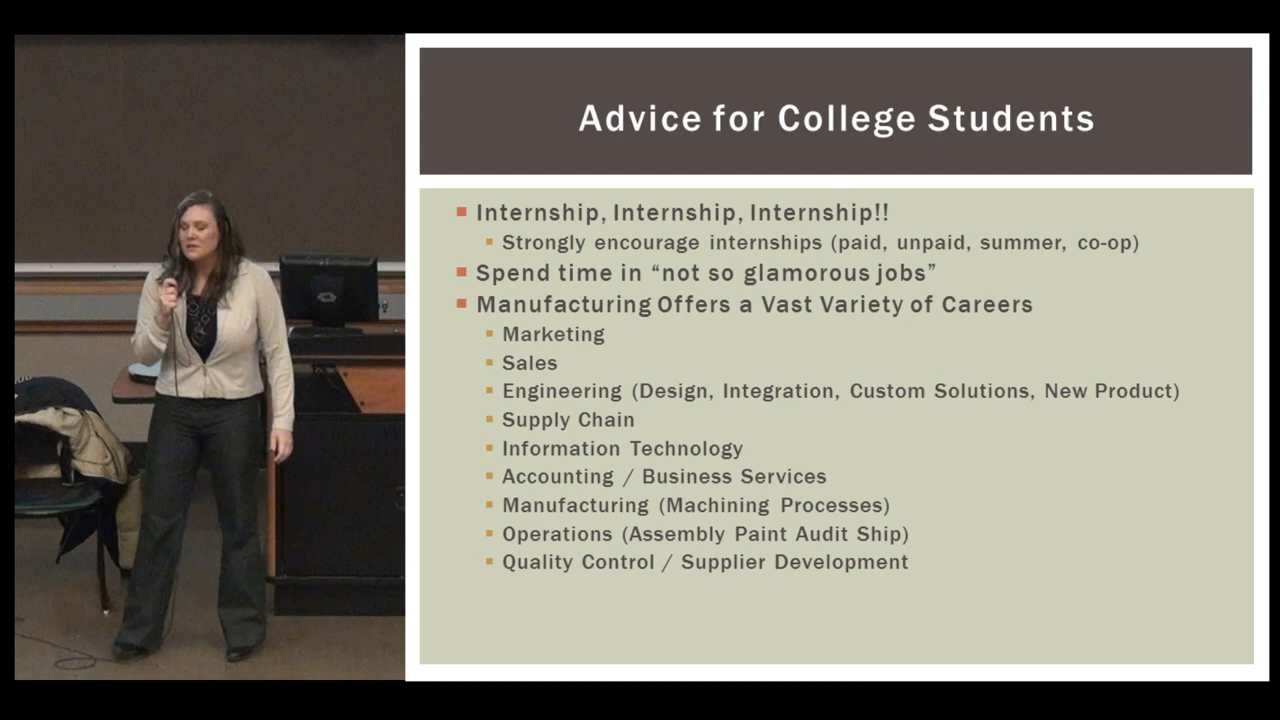 Advice for College Students
Internship, Internship, Internship!!
Strongly encourage internships (paid, unpaid, summer, co-op)
Spend time in “not so glamorous jobs”
Manufacturing Offers a Vast Variety of Careers
Marketing
Sales
Engineering (Design, Integration, Custom Solutions, New Product)
Supply Chain
Information Technology
Accounting / Business Services
Manufacturing (Machining Processes)
Operations (Assembly Paint Audit Ship)
Quality Control / Supplier Development